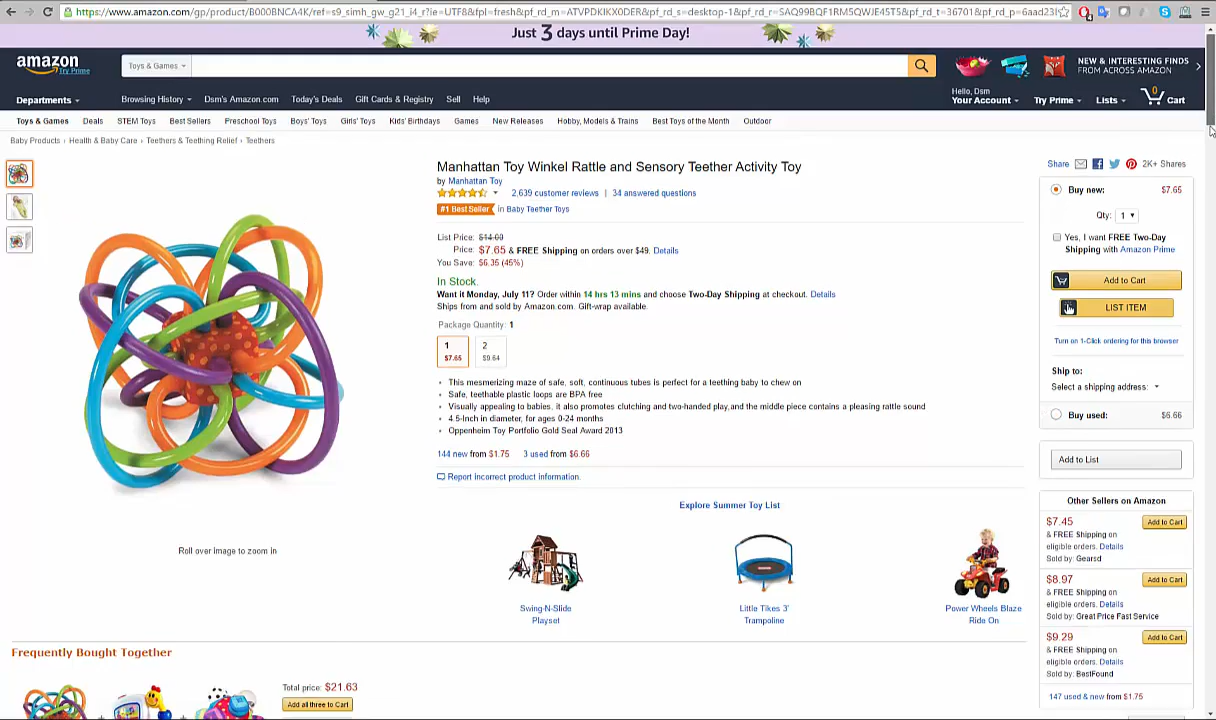 https://www.amazon.com/gp/product/B000BNCA4K/ref=s9_simh_gw_g21_i4_r?ie=UTF8&fpl=fresh&pf_rd_m=ATVPDKIKX0DER&pf_rd_s=desktop-1&pf_rd_r=SAQ99BQF1RM5QWJE45T5&pf_rd_t=36701&pf_rd_p=6aad23
Just 3 days until Prime Day!
amazon
Try Prime
Toys & Games
NEW & INTERESTING FINDS
FROM ACROSS AMAZON
Departments
Browsing History
Dsm's Amazon.com
Today's Deals
Gift Cards & Registry
Sell
Help
Hello, Dsm
Your Account
Try Prime
Lists
0
Cart
Toys & Games
Deals
STEM Toys
Best Sellers
Preschool Toys
Boys' Toys
Girls' Toys
Kids' Birthdays
Games
New Releases
Hobby, Models & Trains
Best Toys of the Month
Outdoor
Baby Products › Health & Baby Care › Teethers & Teething Relief › Teethers
Manhattan Toy Winkel Rattle and Sensory Teether Activity Toy
by Manhattan Toy
2,639 customer reviews | 34 answered questions
#1 Best Seller in Baby Teether Toys
List Price: $14.00
Price: $7.65 & FREE Shipping on orders over $49. Details
You Save: $6.35 (45%)
In Stock.
Want it Monday, July 11? Order within 14 hrs 13 mins and choose Two-Day Shipping at checkout. Details
Ships from and sold by Amazon.com. Gift-wrap available.
Package Quantity: 1
1
$7.65
2
$9.64
• This mesmerizing maze of safe, soft, continuous tubes is perfect for a teething baby to chew on
• Safe, teethable plastic loops are BPA free
• Visually appealing to babies, it also promotes clutching and two-handed play,and the middle piece contains a pleasing rattle sound
• 4.5-Inch in diameter, for ages 0-24 months
• Oppenheim Toy Portfolio Gold Seal Award 2013
144 new from $1.75
3 used from $6.66
Report incorrect product information.
Explore Summer Toy List
Swing-N-Slide
Playset
Little Tikes 3'
Trampoline
Power Wheels Blaze
Ride On
Roll over image to zoom in
Frequently Bought Together
Total price: $21.63
Add all three to Cart
Share
2K+ Shares
Buy new:
$7.65
Qty: 1
Yes, I want FREE Two-Day
Shipping with Amazon Prime
Add to Cart
LIST ITEM
Turn on 1-Click ordering for this browser
Ship to:
Select a shipping address:
Buy used:
$6.66
Add to List
Other Sellers on Amazon
$7.45
Add to Cart
& FREE Shipping on
eligible orders. Details
Sold by: Gearsd
$8.97
Add to Cart
& FREE Shipping on
eligible orders. Details
Sold by: Great Price Fast Service
$9.29
Add to Cart
& FREE Shipping on
eligible orders. Details
Sold by: BestFound
147 used & new from $1.75